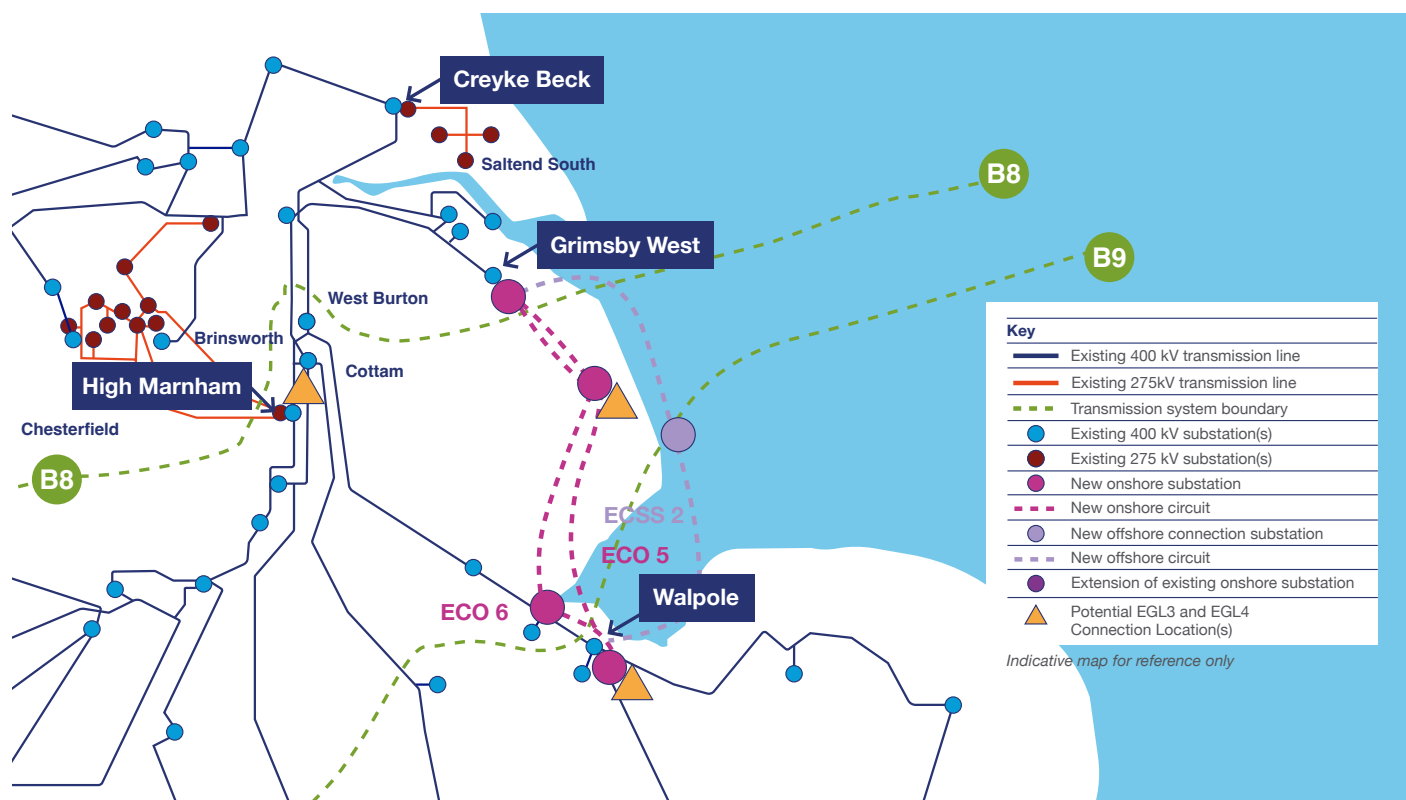 Creyke Beck
Saltend South
B8
Grimsby West
B9
West Burton
Brinsworth
Cottam
High Marnham
Chesterfield
B8
ECSS 2
ECO 5
Walpole
ECO 6
Key
Existing 400 kV transmission line
Existing 275kV transmission line
Transmission system boundary
Existing 400 kV substation(s)
Existing 275 kV substation(s)
New onshore substation
New onshore circuit
New offshore connection substation
New offshore circuit
Extension of existing onshore substation
Potential EGL3 and EGL4
Connection Location(s)
Indicative map for reference only